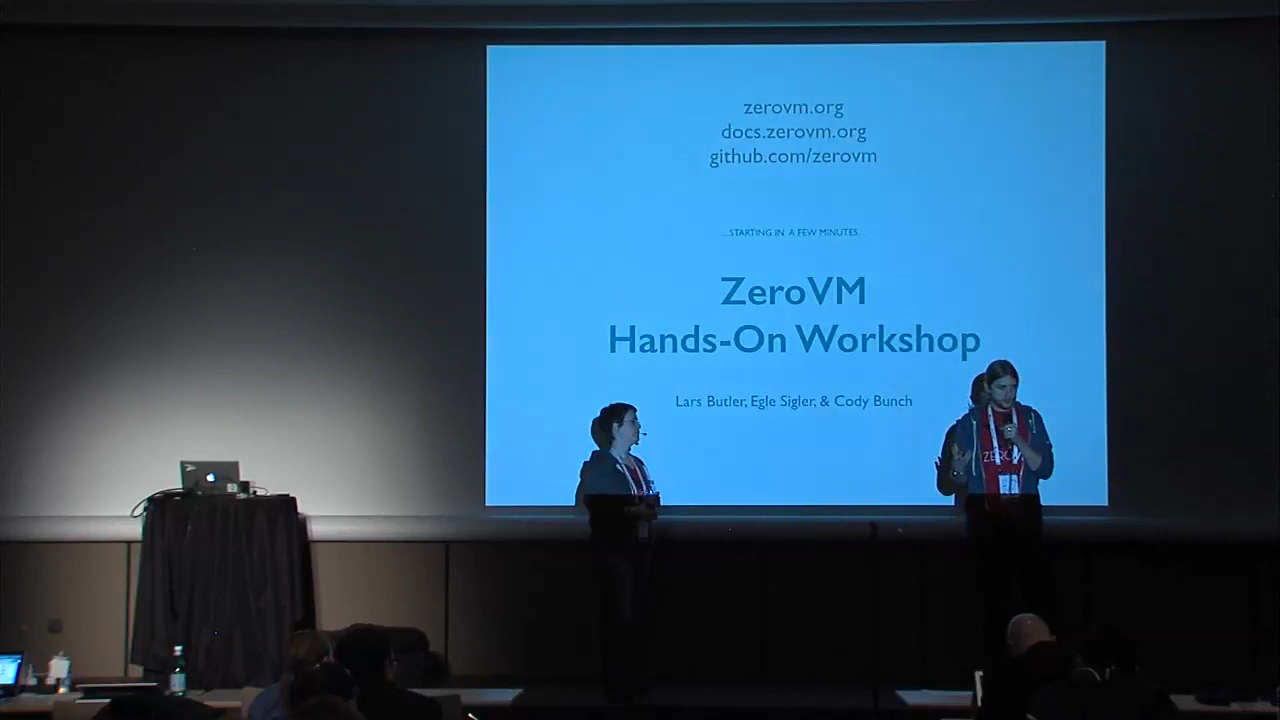 zerovm.org
docs.zerovm.org
github.com/zerovm
...STARTING IN A FEW MINUTES...
ZeroVM
Hands-On Workshop
Lars Butler, Egle Sigler, & Cody Bunch